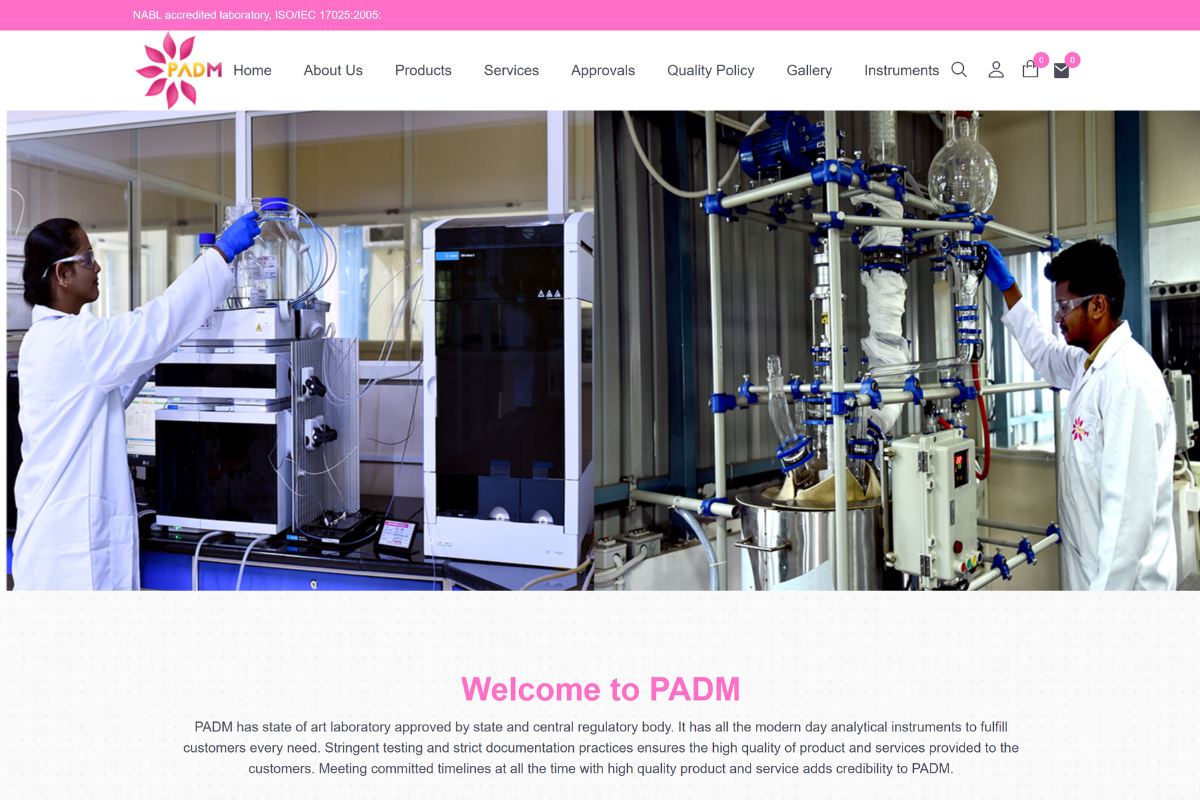 NABL accredited laboratory, ISO/IEC 17025:2005:
PADM
Home About Us Products Services Approvals Quality Policy Gallery Instruments 0 0
Welcome to PADM
PADM has state of art laboratory approved by state and central regulatory body. It has all the modern day analytical instruments to fulfill
customers every need. Stringent testing and strict documentation practices ensures the high quality of product and services provided to the
customers. Meeting committed timelines at all the time with high quality product and service adds credibility to PADM.